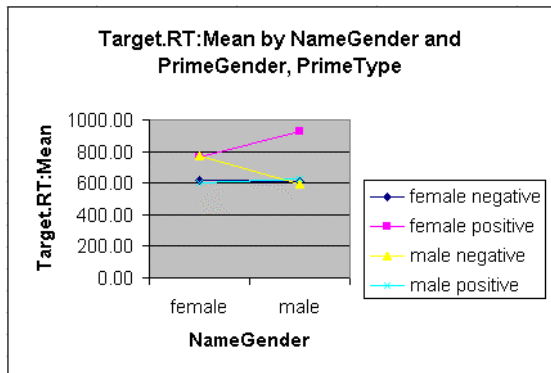 Target.RT:Mean by NameGender and
PrimeGender, PrimeType
Target.RT:Mean
1000.00
800.00
600.00
400.00
200.00
0.00
female
male
NameGender
female negative
female positive
male negative
male positive